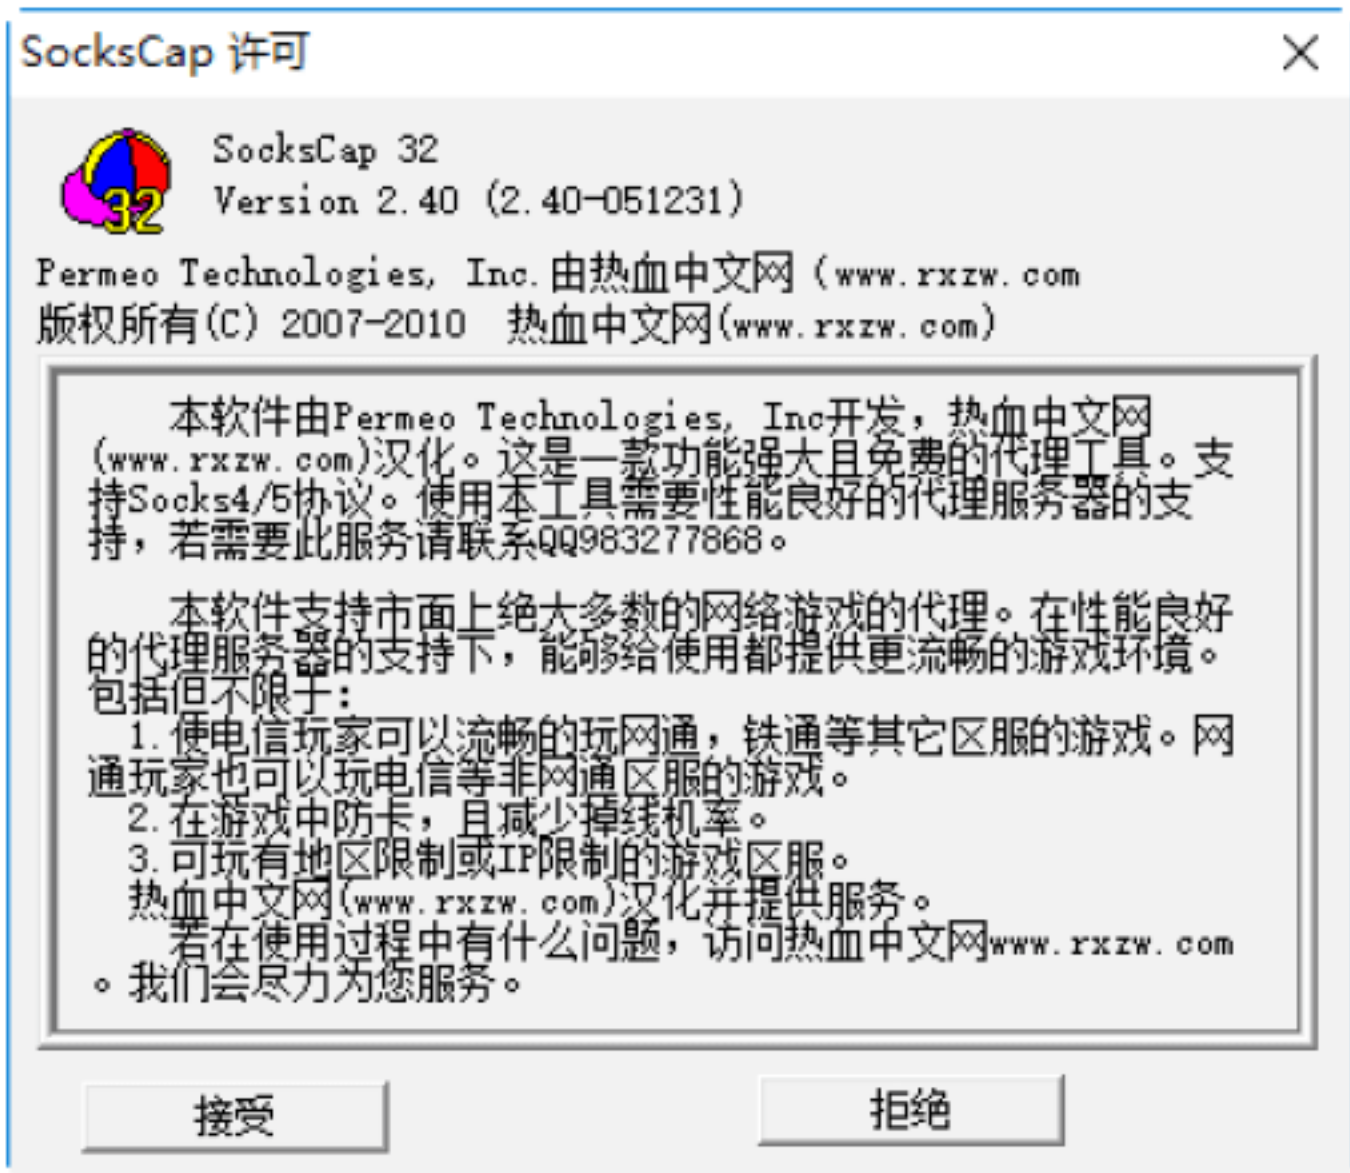 SocksCap 许可
32
SocksCap 32
Version 2.40 (2.40-051231)
Permeo Technologies, Inc.由热血中文网 (www.rxzw.com
版权所有(C) 2007-2010 热血中文网(www.rxzw.com)
本软件由Permeo Technologies, Inc开发，热血中文网
(www.rxzw.com)汉化。这是一款功能强大且免费的代理工具。支
持Socks4/5协议。使用本工具需要性能良好的代理服务器的支
持，若需要此服务请联系QQ983277868。
本软件支持市面上绝大多数的网络游戏的代理。在性能良好
的代理服务器的支持下，能够给使用都提供更流畅的游戏环境。
包括但不限于:
1.使电信玩家可以流畅的玩网通，铁通等其它区服的游戏。网
通玩家也可以玩电信等非网通区服的游戏。
2.在游戏中防卡，且减少掉线机率。
3.可玩有地区限制或IP限制的游戏区服。
热血中文网(www.rxzw.com)汉化并提供服务。
若在使用过程中有什么问题，访问热血中文网www.rxzw.com
。我们会尽力为您服务。
接受
拒绝